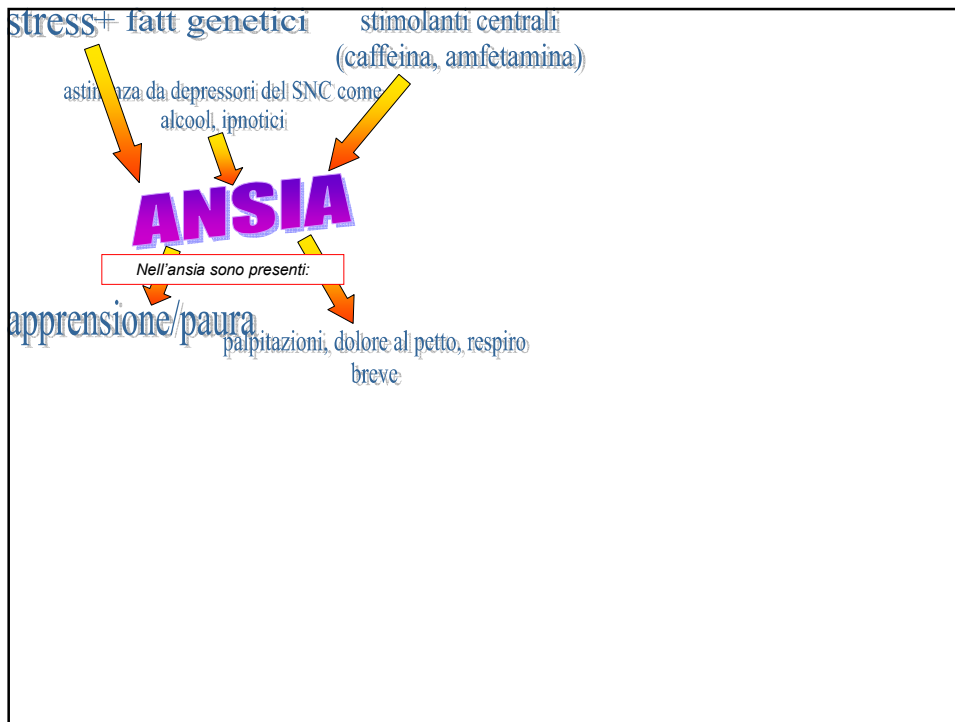 stress+ fatt genetici
stimolanti centrali
(caffeina, amfetamina)
astinenza da depressori del SNC come
alcool, ipnotici
ANSIA
Nell'ansia sono presenti:
apprensione/paura
palpitazioni, dolore al petto, respiro
breve